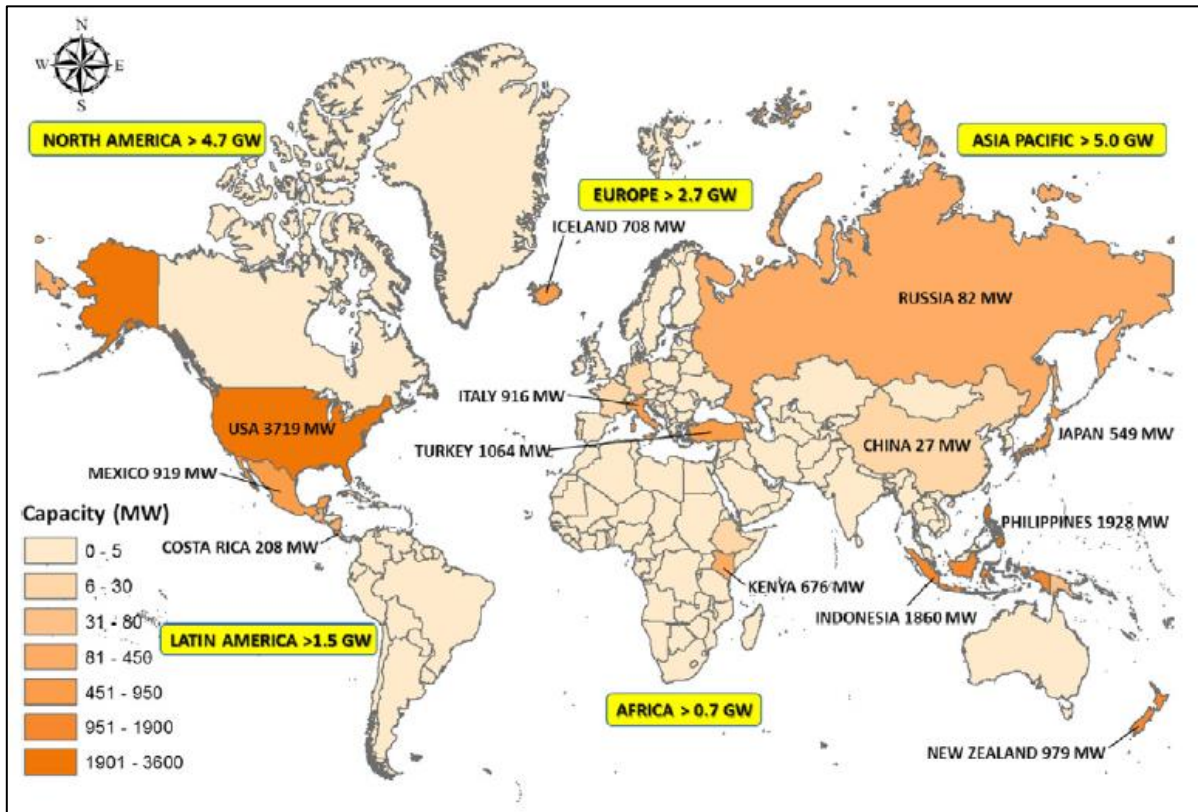 N
W E
S
NORTH AMERICA > 4.7 GW
ASIA PACIFIC > 5.0 GW
EUROPE > 2.7 GW
ICELAND 708 MW
RUSSIA 82 MW
ITALY 916 MW
USA 3719 MW
TURKEY 1064 MW
CHINA 27 MW
JAPAN 549 MW
MEXICO 919 MW
PHILIPPINES 1928 MW
COSTA RICA 208 MW
KENYA 676 MW
INDONESIA 1860 MW
LATIN AMERICA >1.5 GW
AFRICA > 0.7 GW
NEW ZEALAND 979 MW
Capacity (MW)
0 - 5
6 - 30
31 - 80
81 - 450
451 - 950
951 - 1900
1901 - 3600